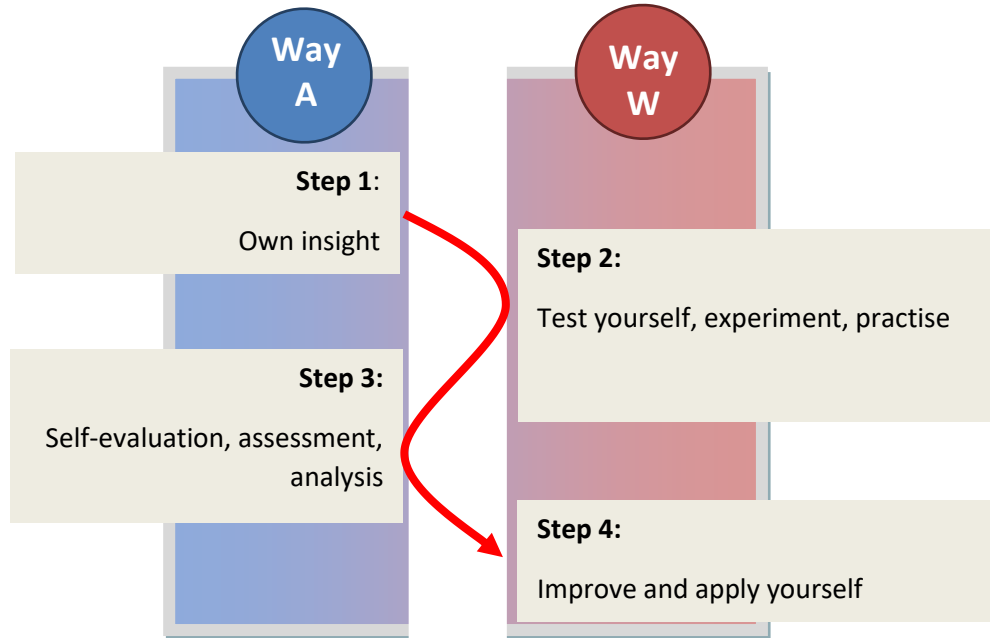 Way
A
Way
W
Step 1:
Own insight
Step 2:
Test yourself, experiment, practise
Step 3:
Self-evaluation, assessment,
analysis
Step 4:
Improve and apply yourself